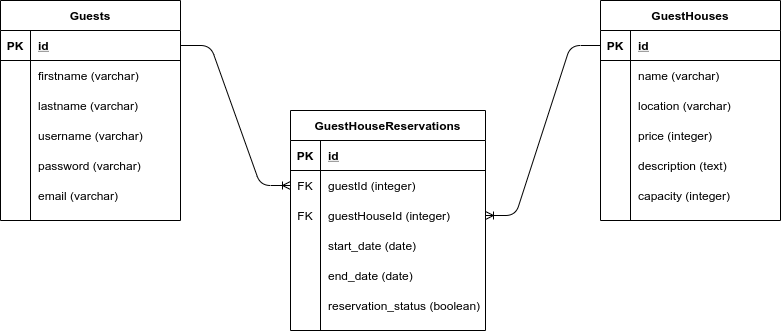 Guests
PK id
firstname (varchar)
lastname (varchar)
username (varchar)
password (varchar)
email (varchar)
GuestHouseReservations
PK id
FK guestId (integer)
FK guestHouseId (integer)
start_date (date)
end_date (date)
reservation_status (boolean)
GuestHouses
PK id
name (varchar)
location (varchar)
price (integer)
description (text)
capacity (integer)